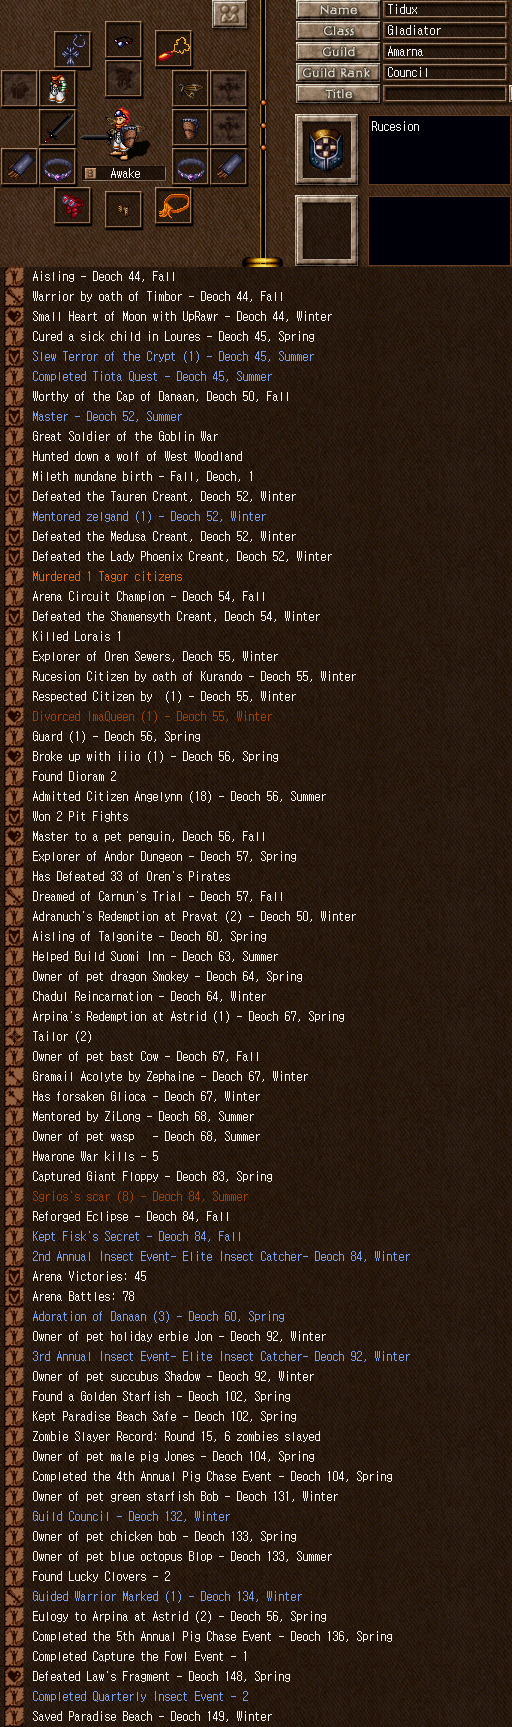 Name Tidux
Class Gladiator
Guild Amarna
Guild Rank Council
Title
Rucesion
Awake
Aisling - Deoch 44, Fall
Warrior by oath of Timbor - Deoch 44, Fall
Small Heart of Moon with UpRawr - Deoch 44, Winter
Cured a sick child in Loures - Deoch 45, Spring
Slew Terror of the Crypt (1) - Deoch 45, Summer
Completed Tiota Quest - Deoch 45, Summer
Worthy of the Cap of Danaan, Deoch 50, Fall
Master - Deoch 52, Summer
Great Soldier of the Goblin War
Hunted down a wolf of West Woodland
Mileth mundane birth - Fall, Deoch, 1
Defeated the Tauren Creant, Deoch 52, Winter
Mentored zelgand (1) - Deoch 52, Winter
Defeated the Medusa Creant, Deoch 52, Winter
Defeated the Lady Phoenix Creant, Deoch 52, Winter
Murdered 1 Tagor citizens
Arena Circuit Champion - Deoch 54, Fall
Defeated the Shamensyth Creant, Deoch 54, Winter
Killed Lorais 1
Explorer of Oren Sewers, Deoch 55, Winter
Rucesion Citizen by oath of Kurando - Deoch 55, Winter
Respected Citizen by  (1) - Deoch 55, Winter
Divorced ImaQueen (1) - Deoch 55, Winter
Guard (1) - Deoch 56, Spring
Broke up with iiio (1) - Deoch 56, Spring
Found Dioram 2
Admitted Citizen Angelynn (18) - Deoch 56, Summer
Won 2 Pit Fights
Master to a pet penguin, Deoch 56, Fall
Explorer of Andor Dungeon - Deoch 57, Spring
Has Defeated 33 of Oren's Pirates
Dreamed of Carnun's Trial - Deoch 57, Fall
Adranuch's Redemption at Pravat (2) - Deoch 50, Winter
Aisling of Talgonite - Deoch 60, Spring
Helped Build Suomi Inn - Deoch 63, Summer
Owner of pet dragon Smokey - Deoch 64, Spring
Chadul Reincarnation - Deoch 64, Winter
Arpina's Redemption at Astrid (1) - Deoch 67, Spring
Tailor (2)
Owner of pet bast Cow - Deoch 67, Fall
Gramail Acolyte by Zephaine - Deoch 67, Winter
Has forsaken Glioca - Deoch 67, Winter
Mentored by ZiLong - Deoch 68, Summer
Owner of pet wasp   - Deoch 68, Summer
Hwarone War kills - 5
Captured Giant Floppy - Deoch 83, Spring
Sgrios's scar (8) - Deoch 84, Summer
Reforged Eclipse - Deoch 84, Fall
Kept Fisk's Secret - Deoch 84, Fall
2nd Annual Insect Event- Elite Insect Catcher- Deoch 84, Winter
Arena Victories: 45
Arena Battles: 78
Adoration of Danaan (3) - Deoch 60, Spring
Owner of pet holiday erbie Jon - Deoch 92, Winter
3rd Annual Insect Event- Elite Insect Catcher- Deoch 92, Winter
Owner of pet succubus Shadow - Deoch 92, Winter
Found a Golden Starfish - Deoch 102, Spring
Kept Paradise Beach Safe - Deoch 102, Spring
Zombie Slayer Record: Round 15, 6 zombies slayed
Owner of pet male pig Jones - Deoch 104, Spring
Completed the 4th Annual Pig Chase Event - Deoch 104, Spring
Owner of pet green starfish Bob - Deoch 131, Winter
Guild Council - Deoch 132, Winter
Owner of pet chicken bob - Deoch 133, Spring
Owner of pet blue octopus Blop - Deoch 133, Summer
Found Lucky Clovers - 2
Guided Warrior Marked (1) - Deoch 134, Winter
Eulogy to Arpina at Astrid (2) - Deoch 56, Spring
Completed the 5th Annual Pig Chase Event - Deoch 136, Spring
Completed Capture the Fowl Event - 1
Defeated Law's Fragment - Deoch 148, Spring
Completed Quarterly Insect Event - 2
Saved Paradise Beach - Deoch 149, Winter